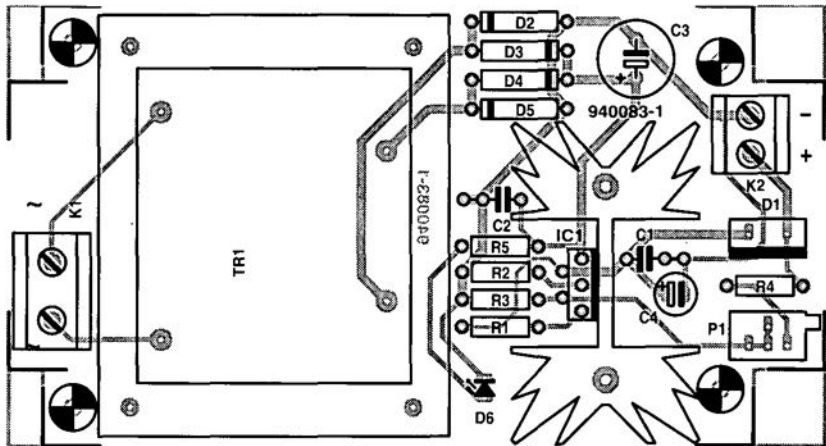 D2
C3
D3
D4
+
D5
940083-1
-
+
K2
D1
~
K1
940083-1
TR1
C2
IC1
C1
R5
R2
R3
R1
+
C4
R4
P1
~
D6